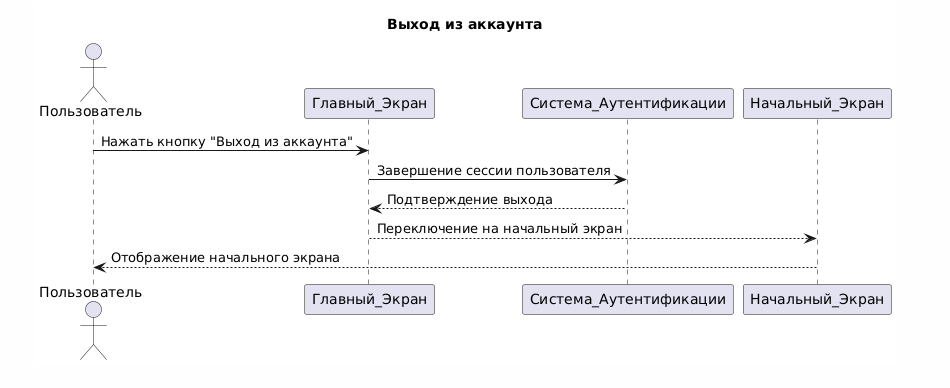 Выход из аккаунта
Пользователь
Главный_Экран
Система_Аутентификации
Начальный_Экран
Нажать кнопку "Выход из аккаунта"
Завершение сессии пользователя
Подтверждение выхода
Переключение на начальный экран
Отображение начального экрана
Пользователь
Главный_Экран
Система_Аутентификации
Начальный_Экран